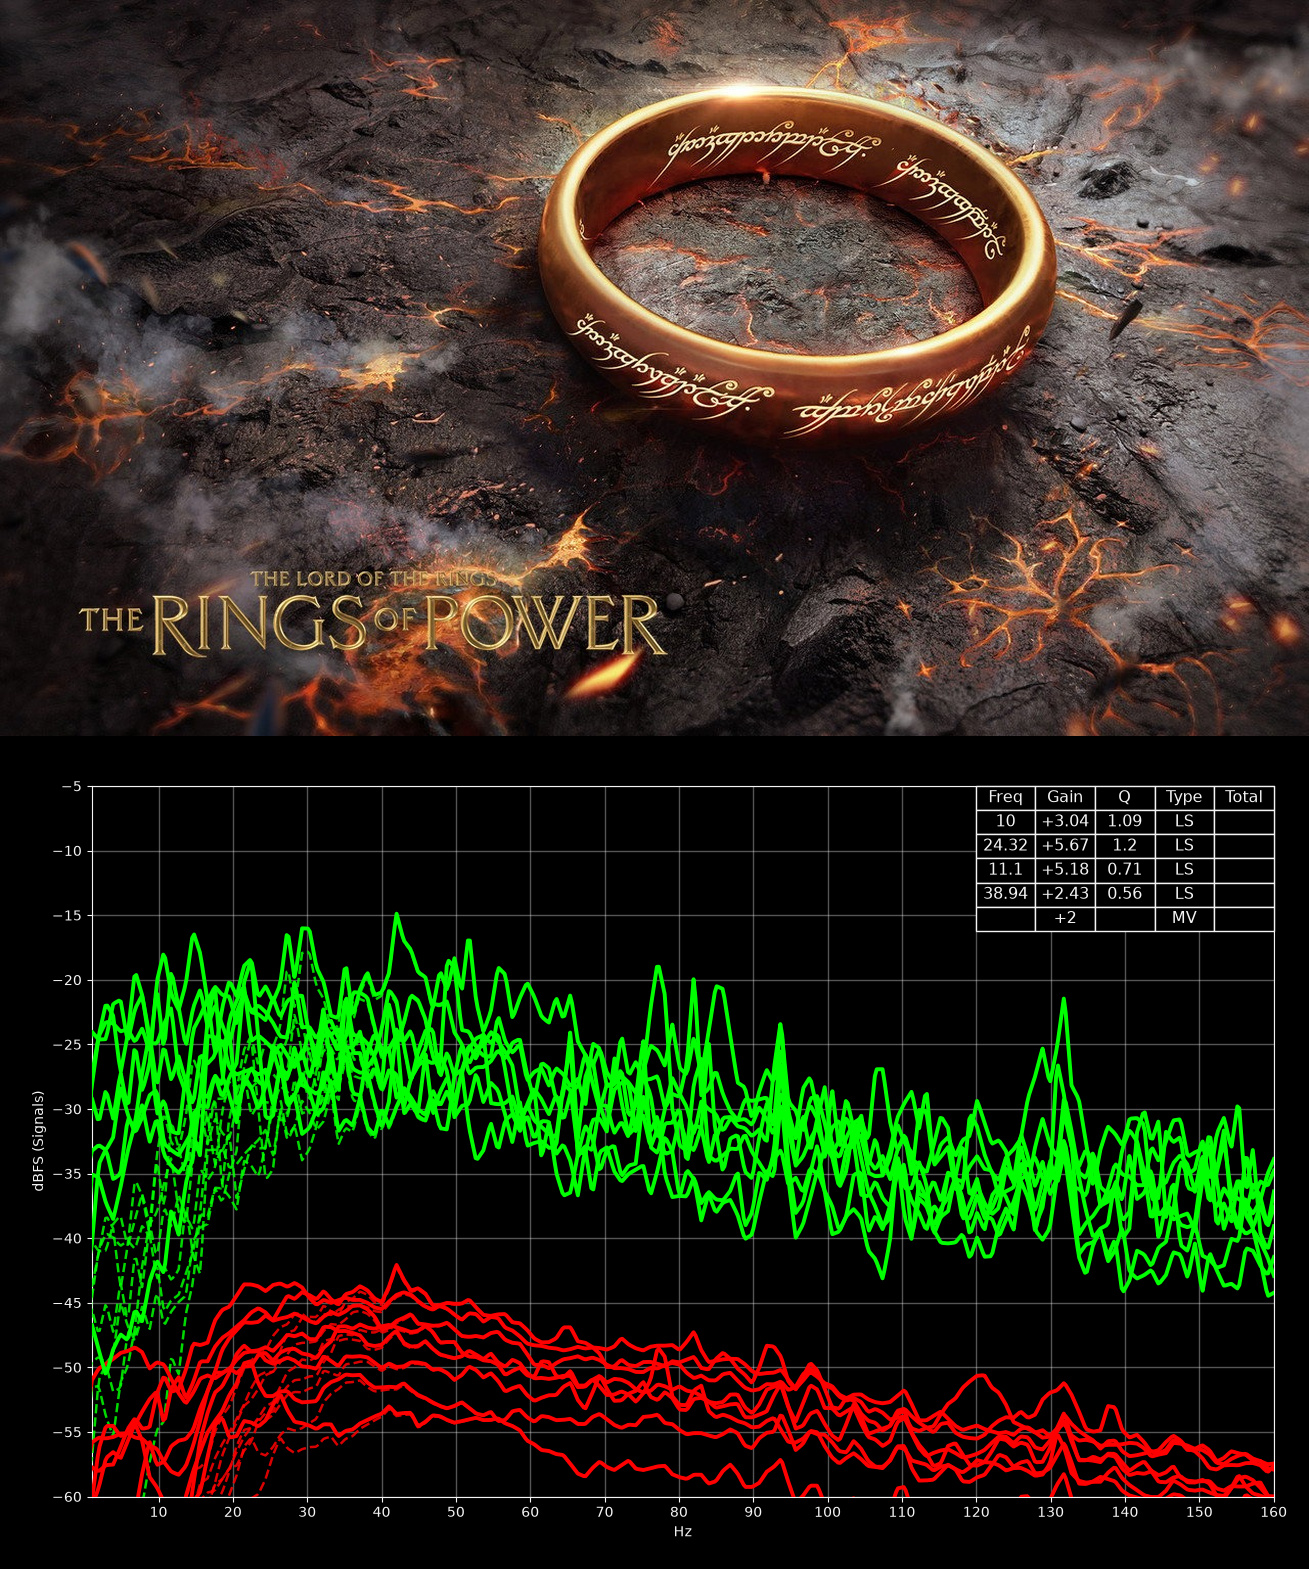 THE LORD OF THE RINGS
THE RINGS OF POWER
Freq Gain Q Type Total
10 +3.04 1.09 LS
24.32 +5.67 1.2 LS
11.1 +5.18 0.71 LS
38.94 +2.43 0.56 LS
+2 MV
dBFS (Signals)
−5
−10
−15
−20
−25
−30
−35
−40
−45
−50
−55
−60
10 20 30 40 50 60 70 80 90 100 110 120 130 140 150 160
Hz